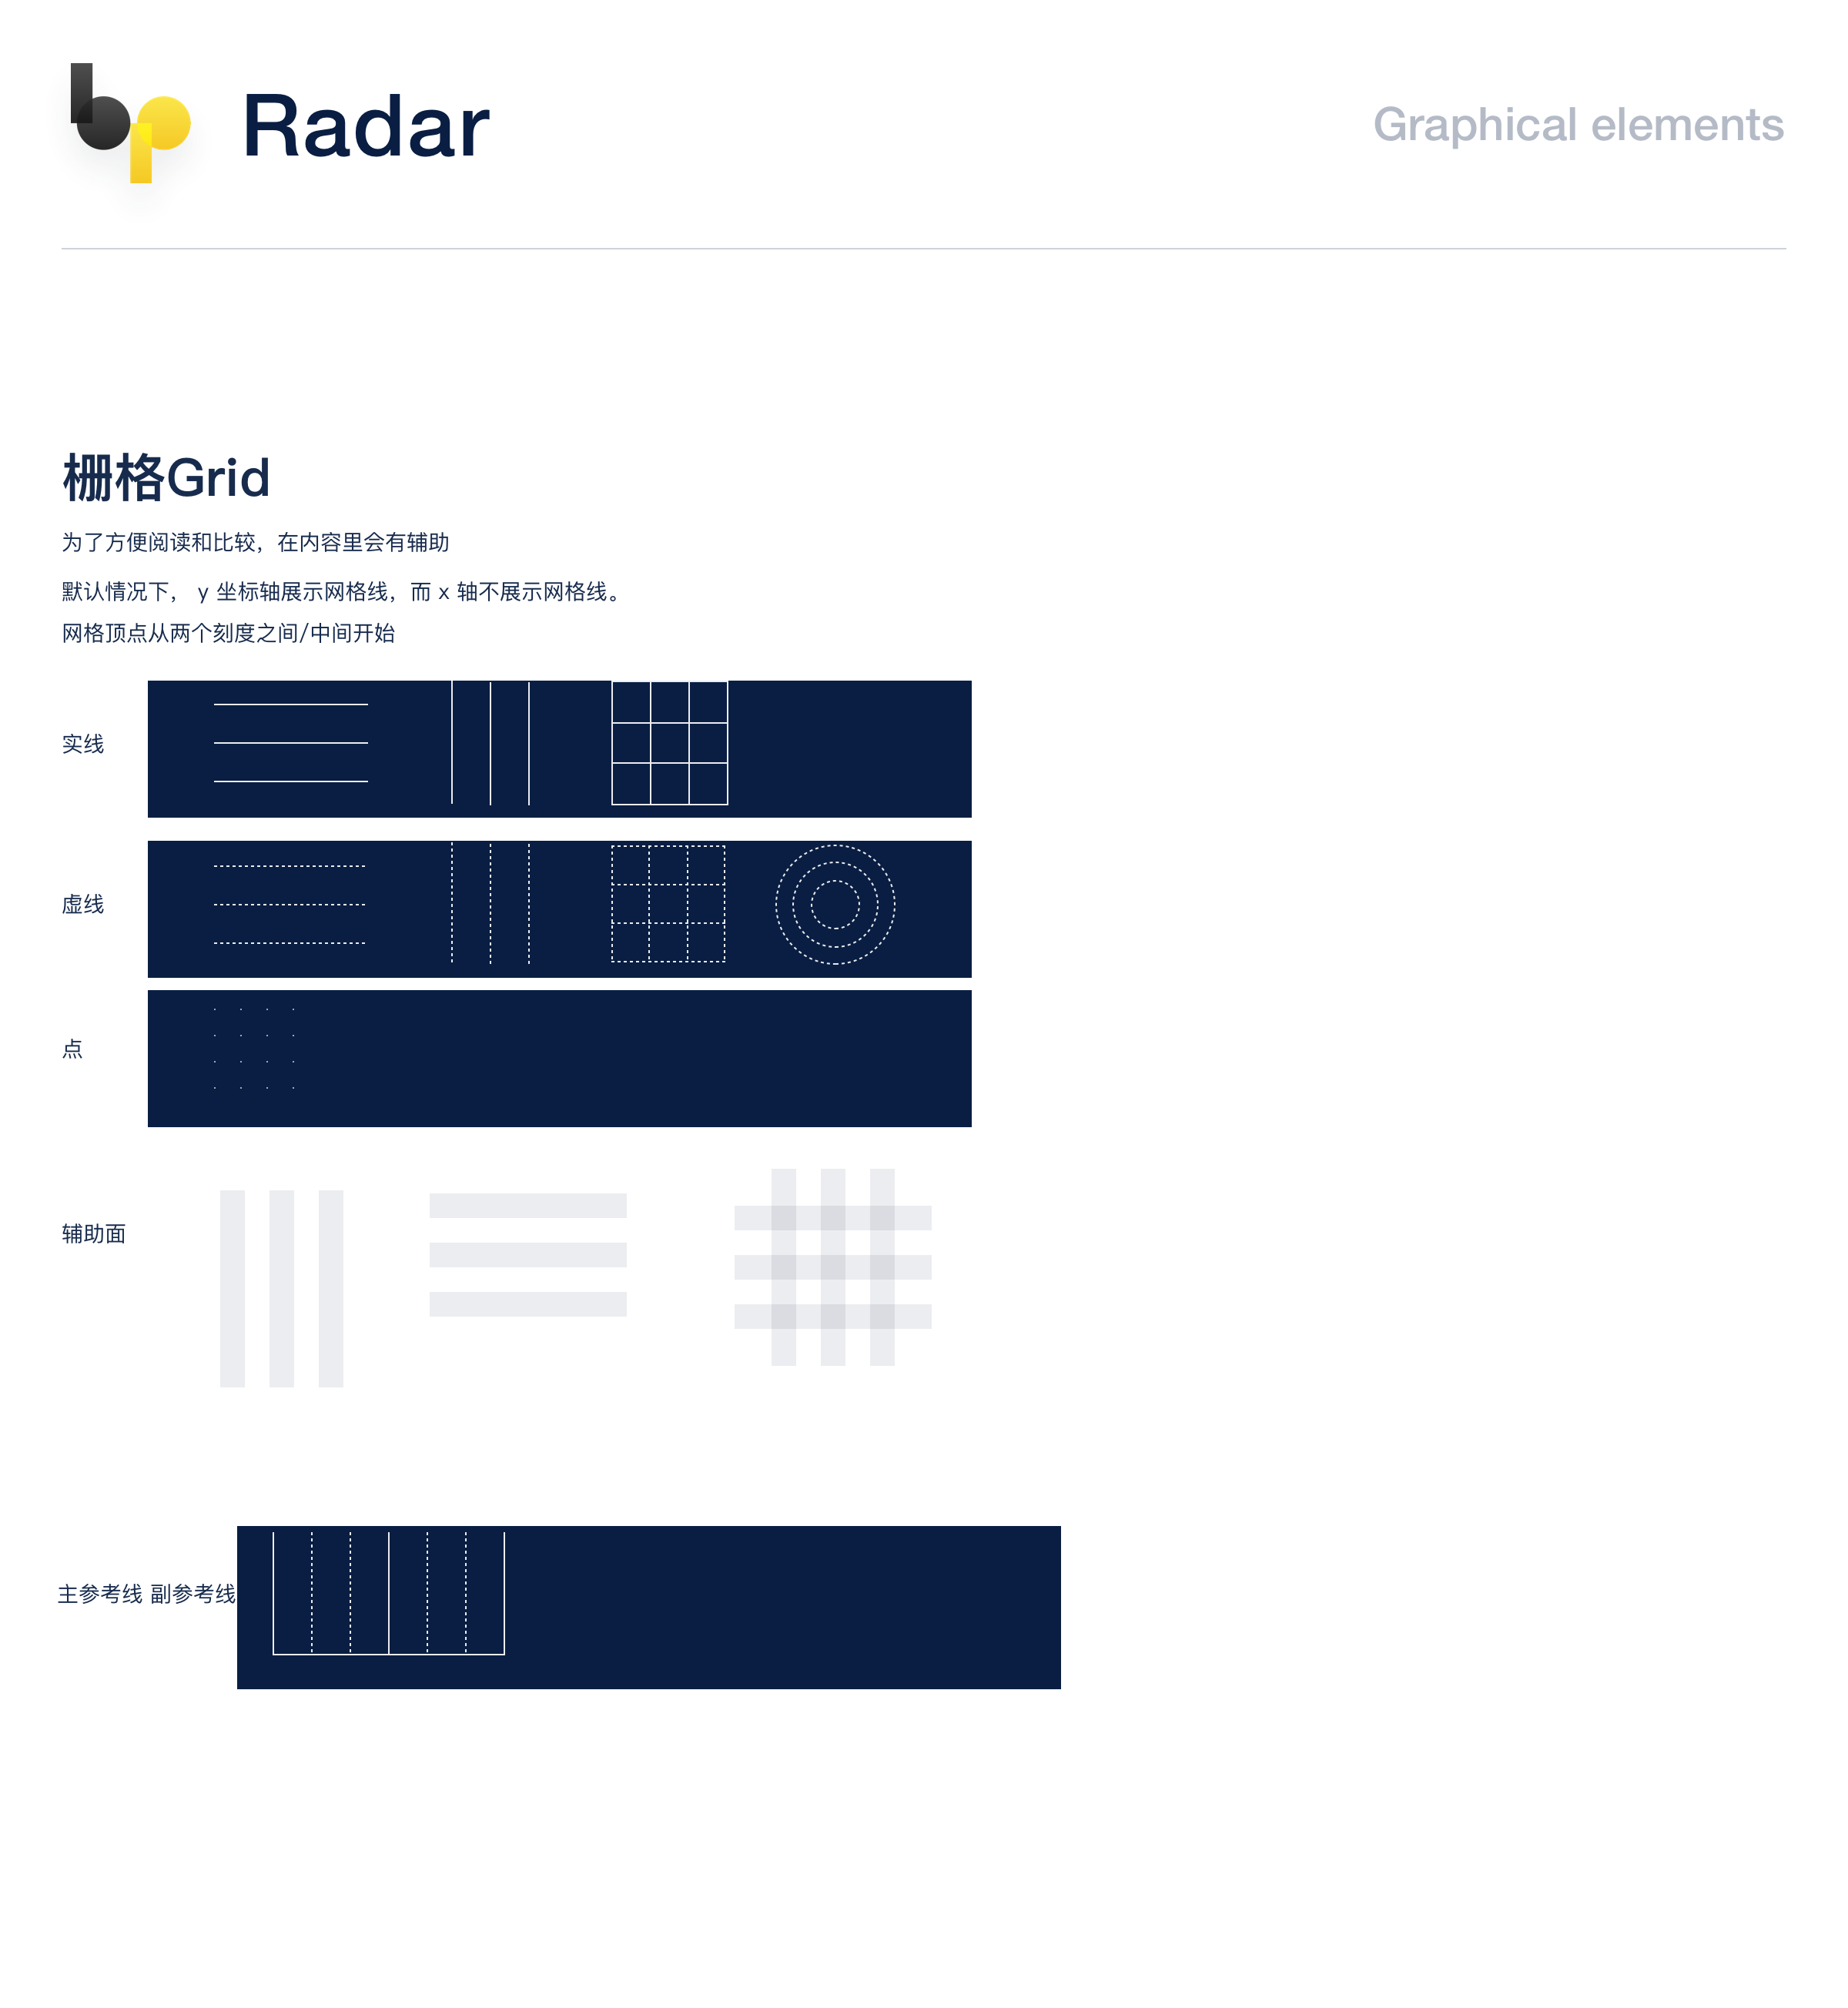 bp
Radar
Graphical elements
栅格Grid
为了方便阅读和比较，在内容里会有辅助
默认情况下， y 坐标轴展示网格线，而 x 轴不展示网格线。
网格顶点从两个刻度之间/中间开始
实线
虚线
点
辅助面
主参考线 副参考线